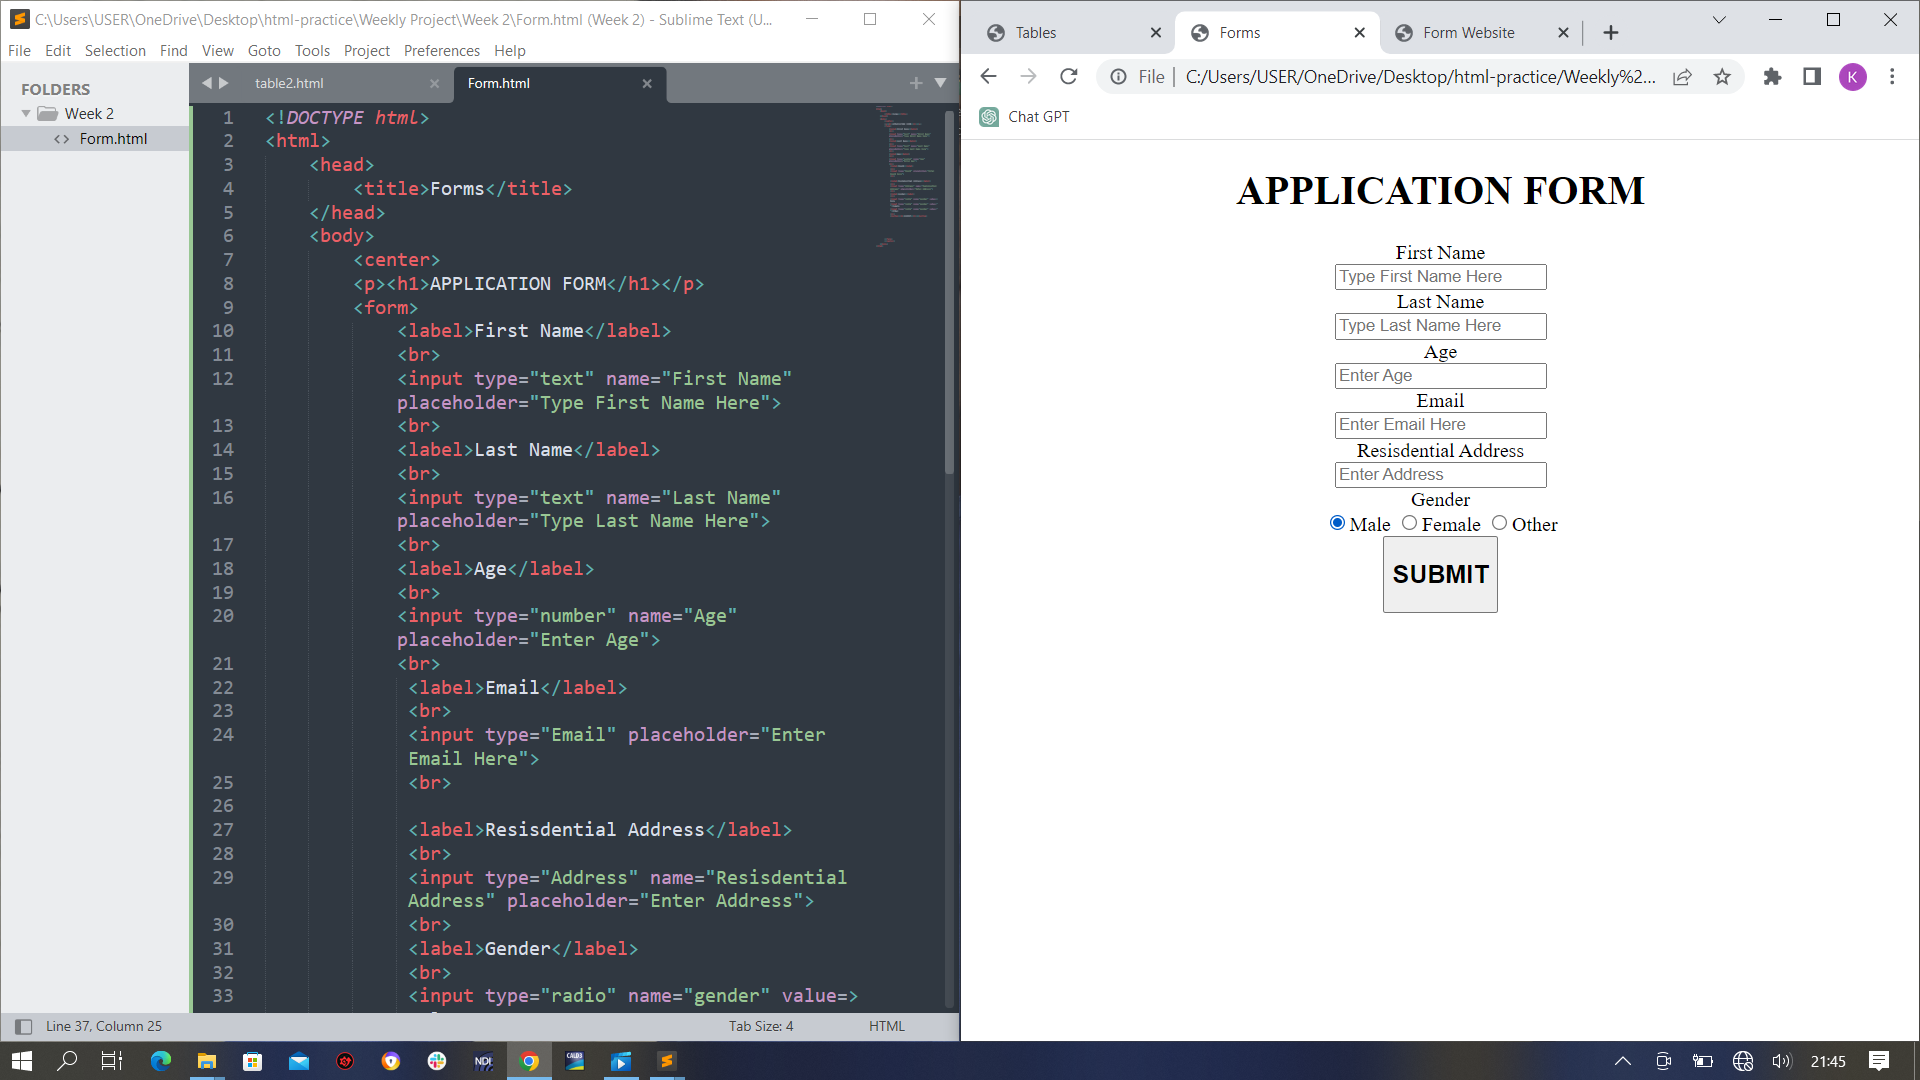 C:\Users\USER\OneDrive\Desktop\html-practice\Weekly Project\Week 2\Form.html (Week 2) - Sublime Text (U...
File Edit Selection Find View Goto Tools Project Preferences Help
FOLDERS
Week 2
<> Form.html
table2.html
Form.html
1 <!DOCTYPE html>
2 <html>
3 <head>
4 <title>Forms</title>
5 </head>
6 <body>
7 <center>
8 <p><h1>APPLICATION FORM</h1></p>
9 <form>
10 <label>First Name</label>
11 <br>
12 <input type="text" name="First Name"
placeholder="Type First Name Here">
13 <br>
14 <label>Last Name</label>
15 <br>
16 <input type="text" name="Last Name"
placeholder="Type Last Name Here">
17 <br>
18 <label>Age</label>
19 <br>
20 <input type="number" name="Age"
placeholder="Enter Age">
21 <br>
22 <label>Email</label>
23 <br>
24 <input type="Email" placeholder="Enter
Email Here">
25 <br>
26
27 <label>Resisdential Address</label>
28 <br>
29 <input type="Address" name="Resisdential
Address" placeholder="Enter Address">
30 <br>
31 <label>Gender</label>
32 <br>
33 <input type="radio" name="gender" value=>
Line 37, Column 25
Tab Size: 4
HTML
Tables
Forms
Form Website
File | C:/Users/USER/OneDrive/Desktop/html-practice/Weekly%2...
K
Chat GPT
APPLICATION FORM
First Name
Type First Name Here
Last Name
Type Last Name Here
Age
Enter Age
Email
Enter Email Here
Resisdential Address
Enter Address
Gender
Male Female Other
SUBMIT
NDI
21:45